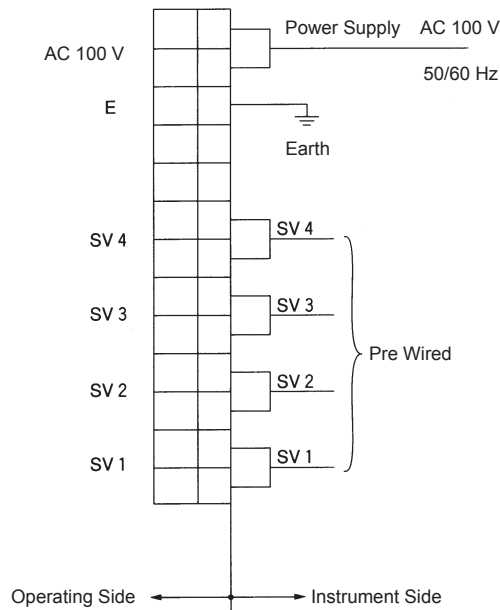 Power Supply AC 100 V
AC 100 V
50/60 Hz
E
Earth
SV 4 SV 4
SV 3 SV 3
Pre Wired
SV 2 SV 2
SV 1 SV 1
Operating Side Instrument Side